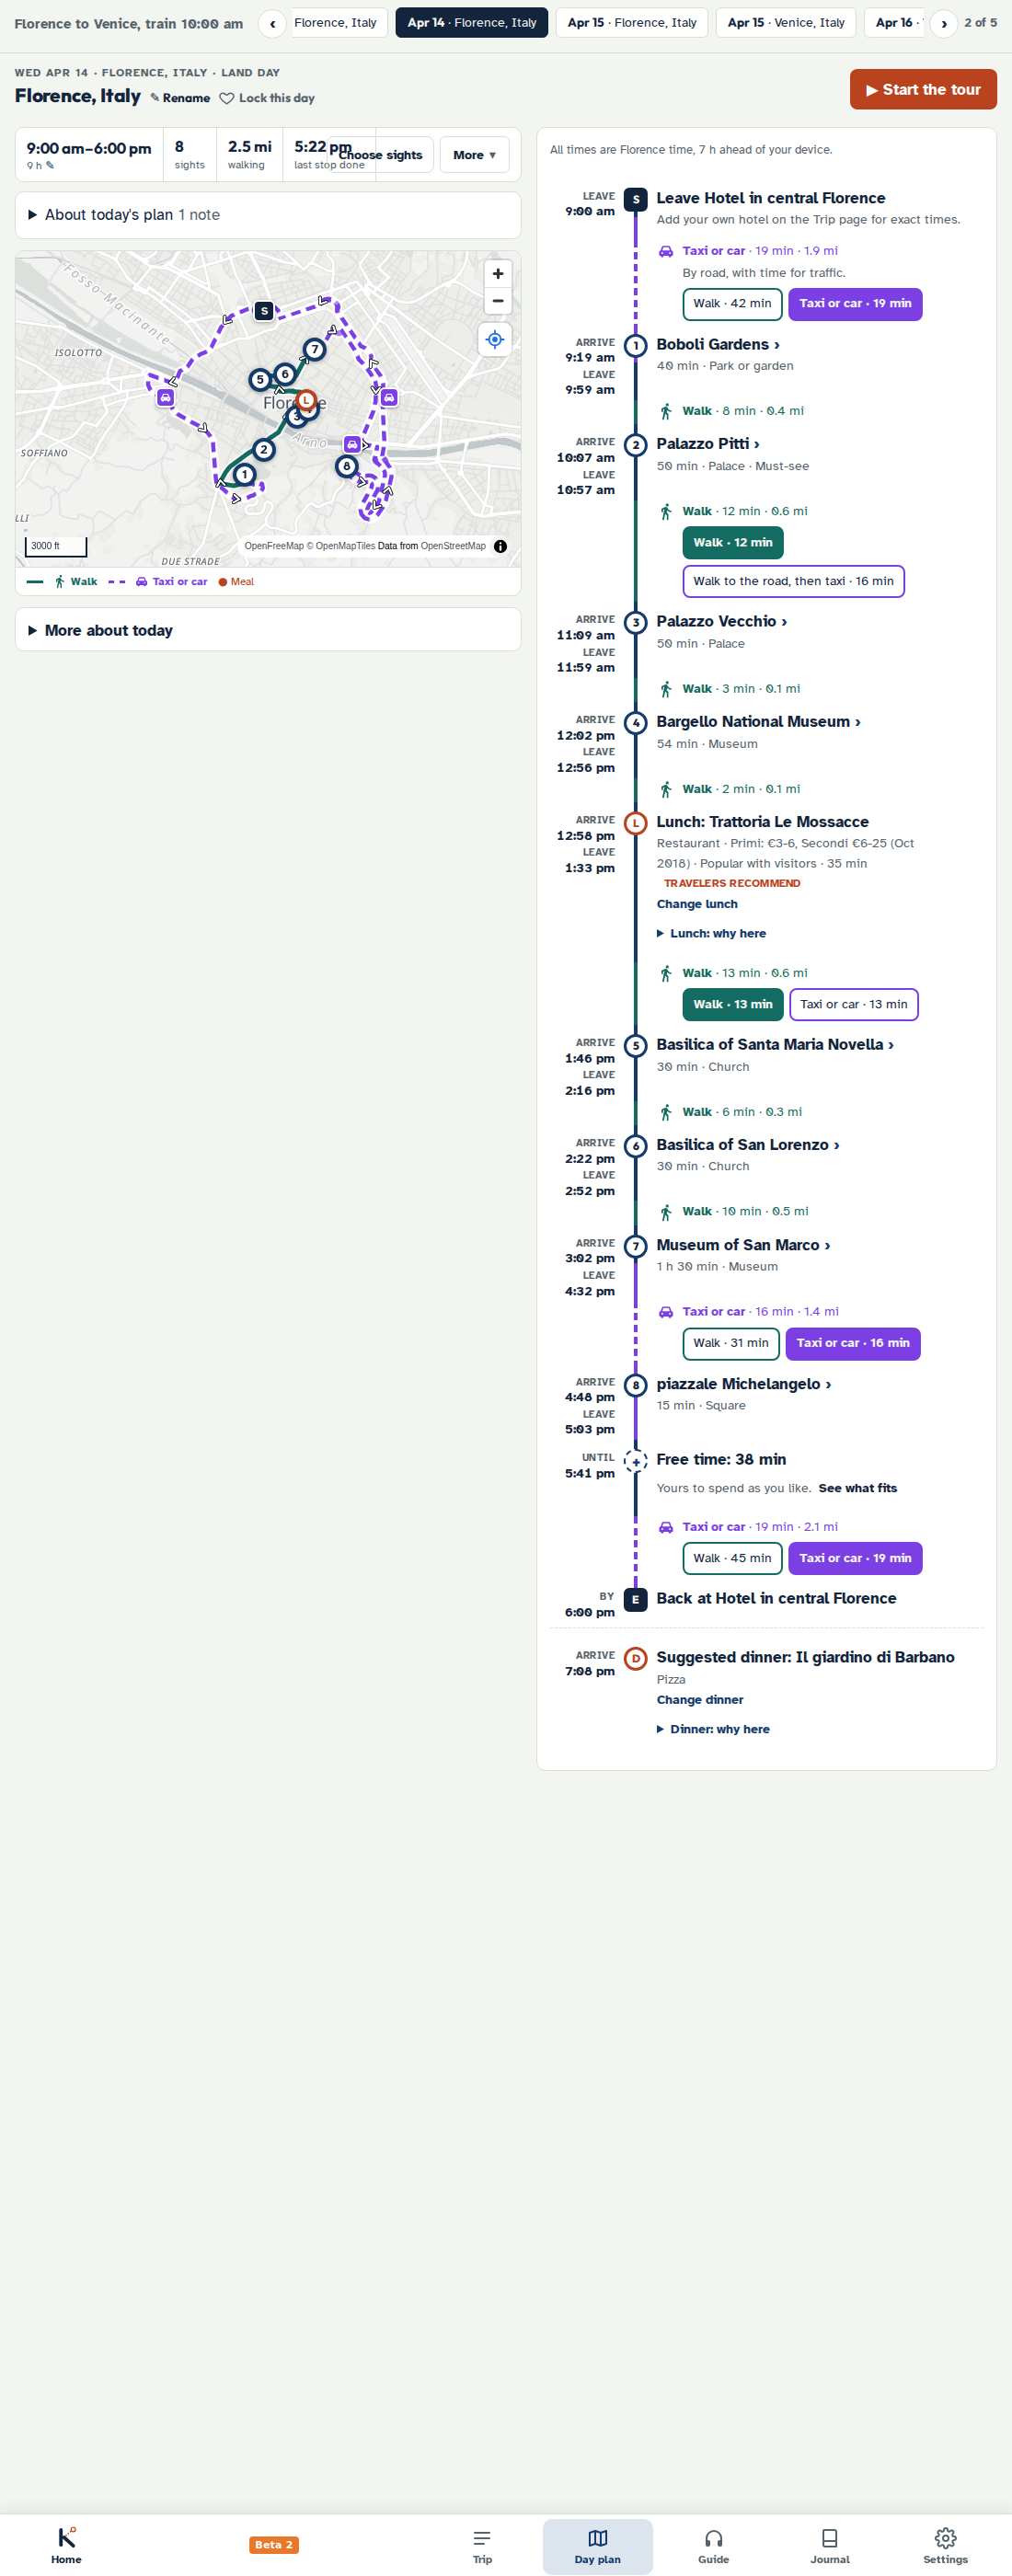 Florence to Venice, train 10:00 am
‹
Florence, Italy
Apr 14 · Florence, Italy
Apr 15 · Florence, Italy
Apr 15 · Venice, Italy
Apr 16 ·
›
2 of 5
WED APR 14 · FLORENCE, ITALY · LAND DAY
Florence, Italy ✎ Rename Lock this day
▶ Start the tour
9:00 am–6:00 pm
9 h ✎
8
sights
2.5 mi
walking
5:22 pm
last stop done
Choose sights
More ▾
▶ About today's plan 1 note
Fosso Macinante
ISOLOTTO
SOFFIANO
Arno
DUE STRADE
LLI
S
7
6
5
L
3
2
1
8
+
−
3000 ft
OpenFreeMap © OpenMapTiles Data from OpenStreetMap
Walk Taxi or car Meal
▶ More about today
All times are Florence time, 7 h ahead of your device.
LEAVE
9:00 am
S
Leave Hotel in central Florence
Add your own hotel on the Trip page for exact times.
Taxi or car · 19 min · 1.9 mi
By road, with time for traffic.
Walk · 42 min
Taxi or car · 19 min
ARRIVE
9:19 am
LEAVE
9:59 am
1
Boboli Gardens ›
40 min · Park or garden
Walk · 8 min · 0.4 mi
ARRIVE
10:07 am
LEAVE
10:57 am
2
Palazzo Pitti ›
50 min · Palace · Must-see
Walk · 12 min · 0.6 mi
Walk · 12 min
Walk to the road, then taxi · 16 min
ARRIVE
11:09 am
LEAVE
11:59 am
3
Palazzo Vecchio ›
50 min · Palace
Walk · 3 min · 0.1 mi
ARRIVE
12:02 pm
LEAVE
12:56 pm
4
Bargello National Museum ›
54 min · Museum
Walk · 2 min · 0.1 mi
ARRIVE
12:58 pm
LEAVE
1:33 pm
L
Lunch: Trattoria Le Mossacce
Restaurant · Primi: €3-6, Secondi €6-25 (Oct
2018) · Popular with visitors · 35 min
TRAVELERS RECOMMEND
Change lunch
▶ Lunch: why here
Walk · 13 min · 0.6 mi
Walk · 13 min
Taxi or car · 13 min
ARRIVE
1:46 pm
LEAVE
2:16 pm
5
Basilica of Santa Maria Novella ›
30 min · Church
Walk · 6 min · 0.3 mi
ARRIVE
2:22 pm
LEAVE
2:52 pm
6
Basilica of San Lorenzo ›
30 min · Church
Walk · 10 min · 0.5 mi
ARRIVE
3:02 pm
LEAVE
4:32 pm
7
Museum of San Marco ›
1 h 30 min · Museum
Taxi or car · 16 min · 1.4 mi
Walk · 31 min
Taxi or car · 16 min
ARRIVE
4:48 pm
LEAVE
5:03 pm
8
piazzale Michelangelo ›
15 min · Square
UNTIL
5:41 pm
+
Free time: 38 min
Yours to spend as you like. See what fits
Taxi or car · 19 min · 2.1 mi
Walk · 45 min
Taxi or car · 19 min
BY
6:00 pm
E
Back at Hotel in central Florence
ARRIVE
7:08 pm
D
Suggested dinner: Il giardino di Barbano
Pizza
Change dinner
▶ Dinner: why here
Home
Beta 2
Trip
Day plan
Guide
Journal
Settings